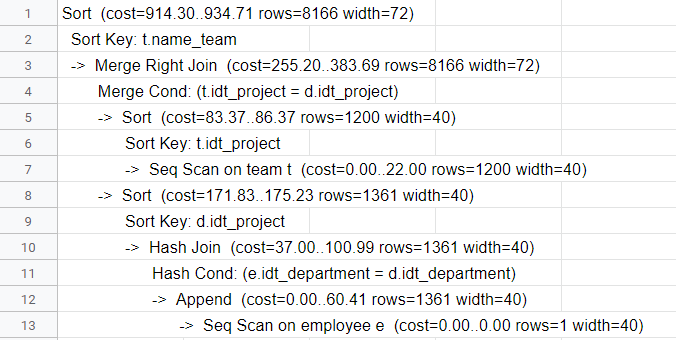 1 Sort (cost=914.30..934.71 rows=8166 width=72)
2 Sort Key: t.name_team
3 -> Merge Right Join (cost=255.20..383.69 rows=8166 width=72)
4 Merge Cond: (t.idt_project = d.idt_project)
5 -> Sort (cost=83.37..86.37 rows=1200 width=40)
6 Sort Key: t.idt_project
7 -> Seq Scan on team t (cost=0.00..22.00 rows=1200 width=40)
8 -> Sort (cost=171.83..175.23 rows=1361 width=40)
9 Sort Key: d.idt_project
10 -> Hash Join (cost=37.00..100.99 rows=1361 width=40)
11 Hash Cond: (e.idt_department = d.idt_department)
12 -> Append (cost=0.00..60.41 rows=1361 width=40)
13 -> Seq Scan on employee e (cost=0.00..0.00 rows=1 width=40)